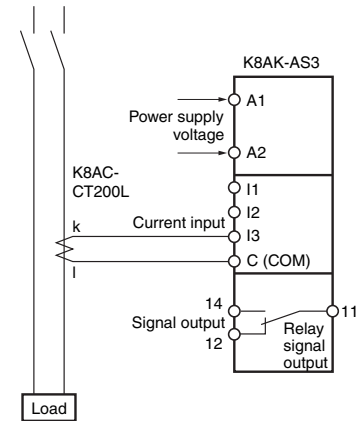 K8AK-AS3
A1
Power supply
voltage
A2
K8AC-
CT200L
I1
I2
k
Current input
I3
l
C (COM)
14
11
Signal output
12
Relay
signal
output
Load